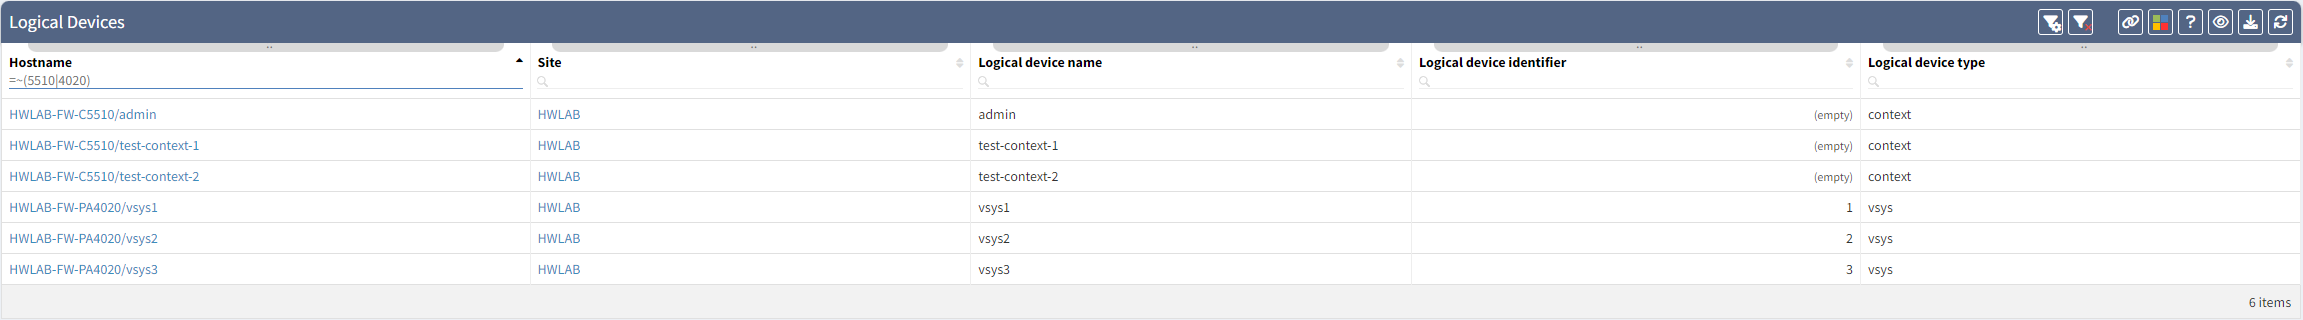 Logical Devices
?
Hostname Site Logical device name Logical device identifier Logical device type
=~(5510|4020)
HWLAB-FW-C5510/admin HWLAB admin (empty) context
HWLAB-FW-C5510/test-context-1 HWLAB test-context-1 (empty) context
HWLAB-FW-C5510/test-context-2 HWLAB test-context-2 (empty) context
HWLAB-FW-PA4020/vsys1 HWLAB vsys1 1 vsys
HWLAB-FW-PA4020/vsys2 HWLAB vsys2 2 vsys
HWLAB-FW-PA4020/vsys3 HWLAB vsys3 3 vsys
6 items